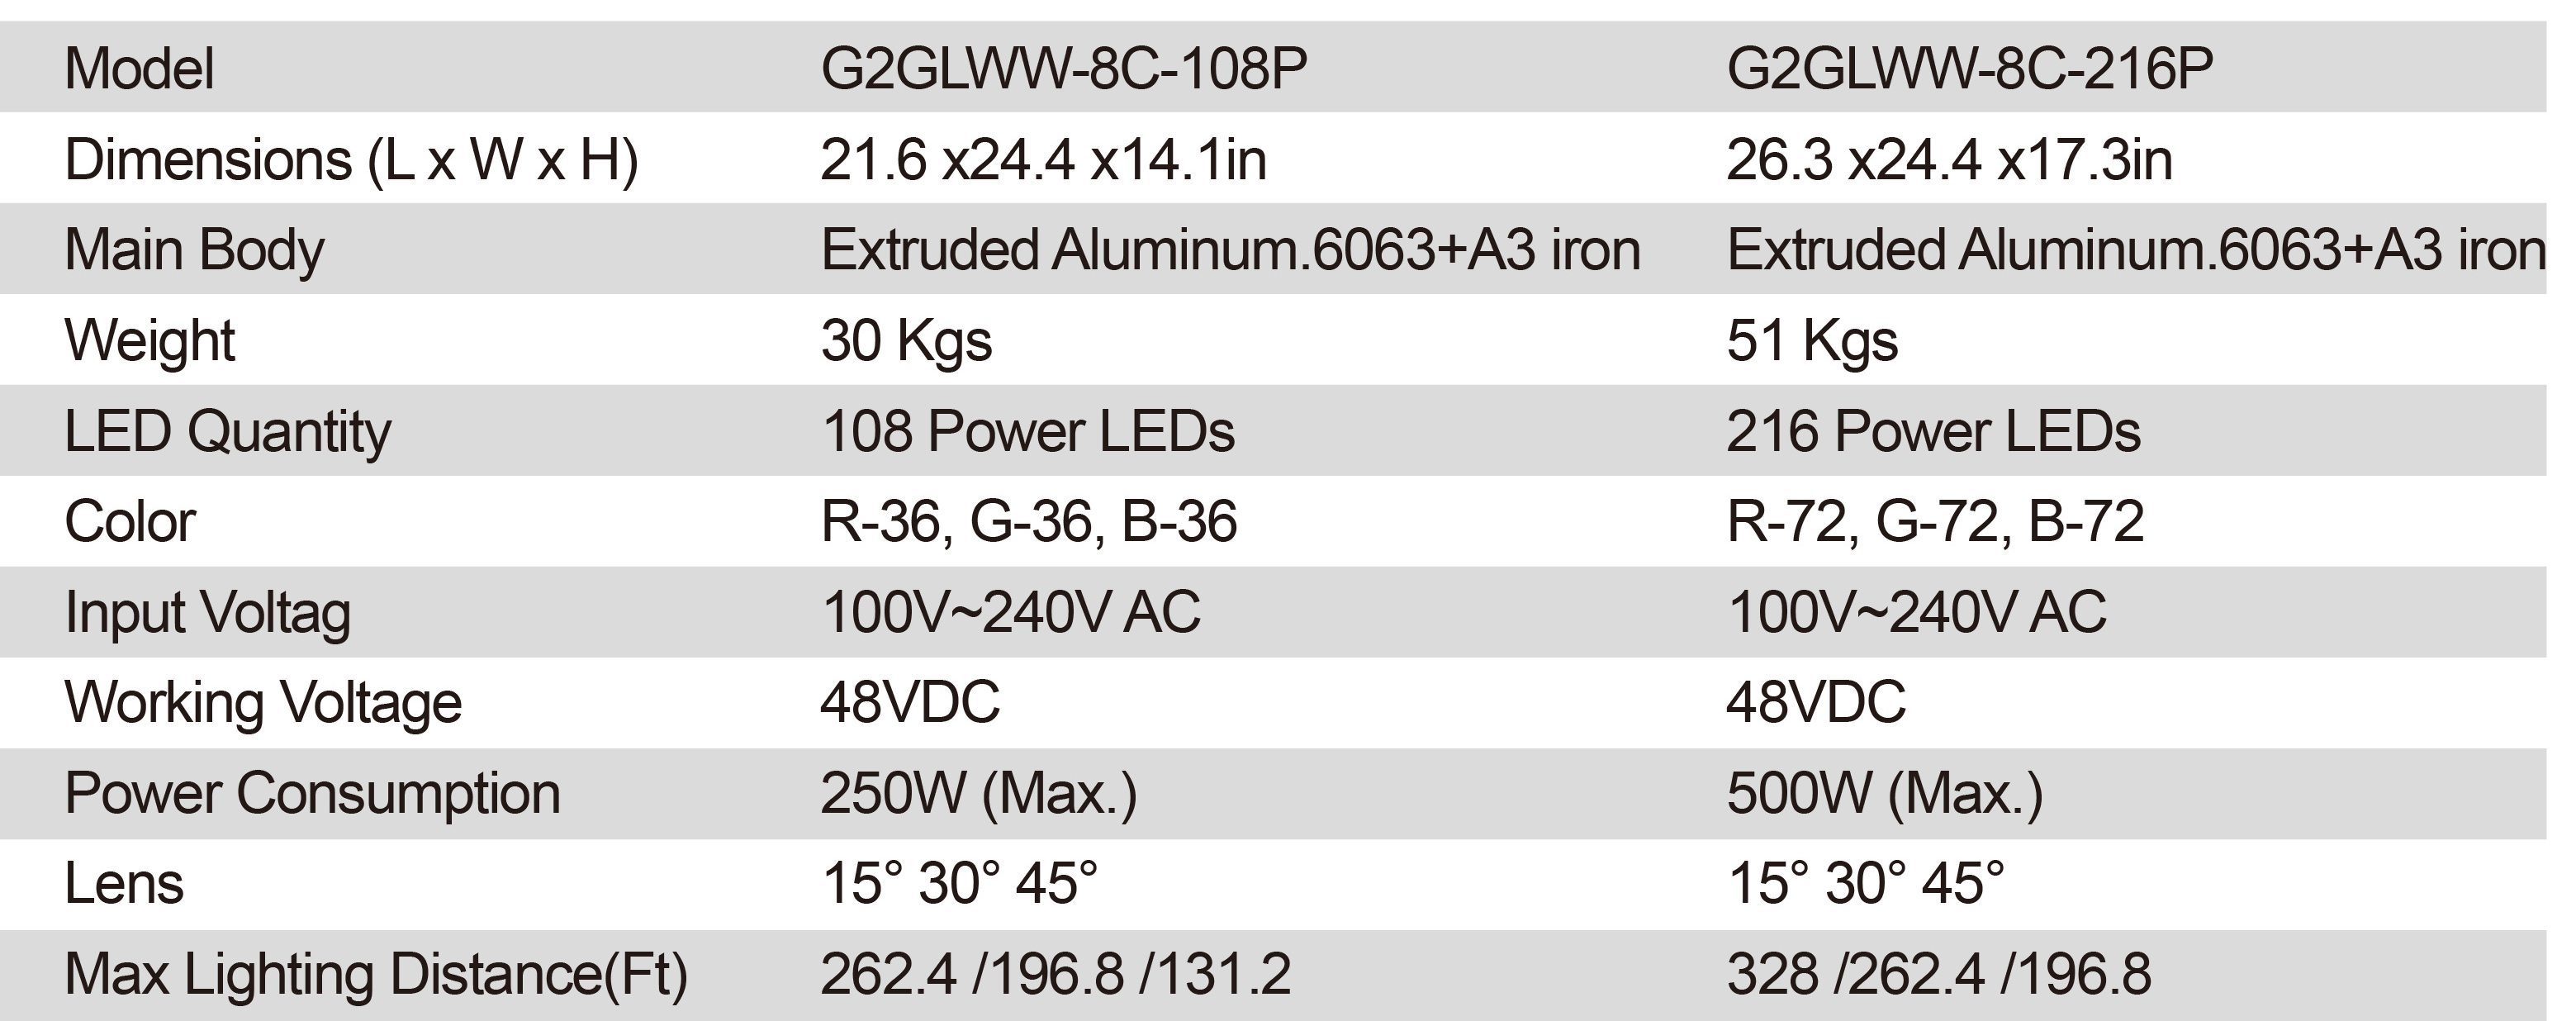 Model G2GLWW-8C-108P G2GLWW-8C-216P
Dimensions (L x W x H) 21.6 x24.4 x14.1in 26.3 x24.4 x17.3in
Main Body Extruded Aluminum.6063+A3 iron Extruded Aluminum.6063+A3 iron
Weight 30 Kgs 51 Kgs
LED Quantity 108 Power LEDs 216 Power LEDs
Color R-36, G-36, B-36 R-72, G-72, B-72
Input Voltag 100V~240V AC 100V~240V AC
Working Voltage 48VDC 48VDC
Power Consumption 250W (Max.) 500W (Max.)
Lens 15° 30° 45° 15° 30° 45°
Max Lighting Distance(Ft) 262.4 /196.8 /131.2 328 /262.4 /196.8